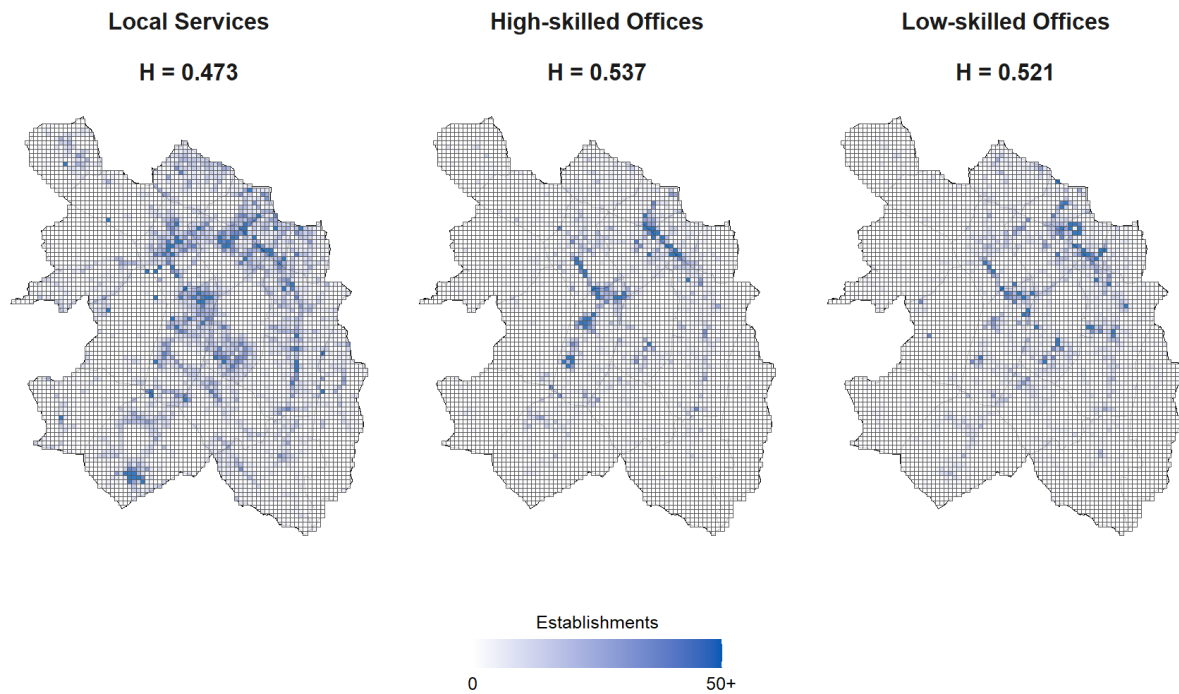 Local Services
High-skilled Offices
Low-skilled Offices
H = 0.473
H = 0.537
H = 0.521
Establishments
0
50+